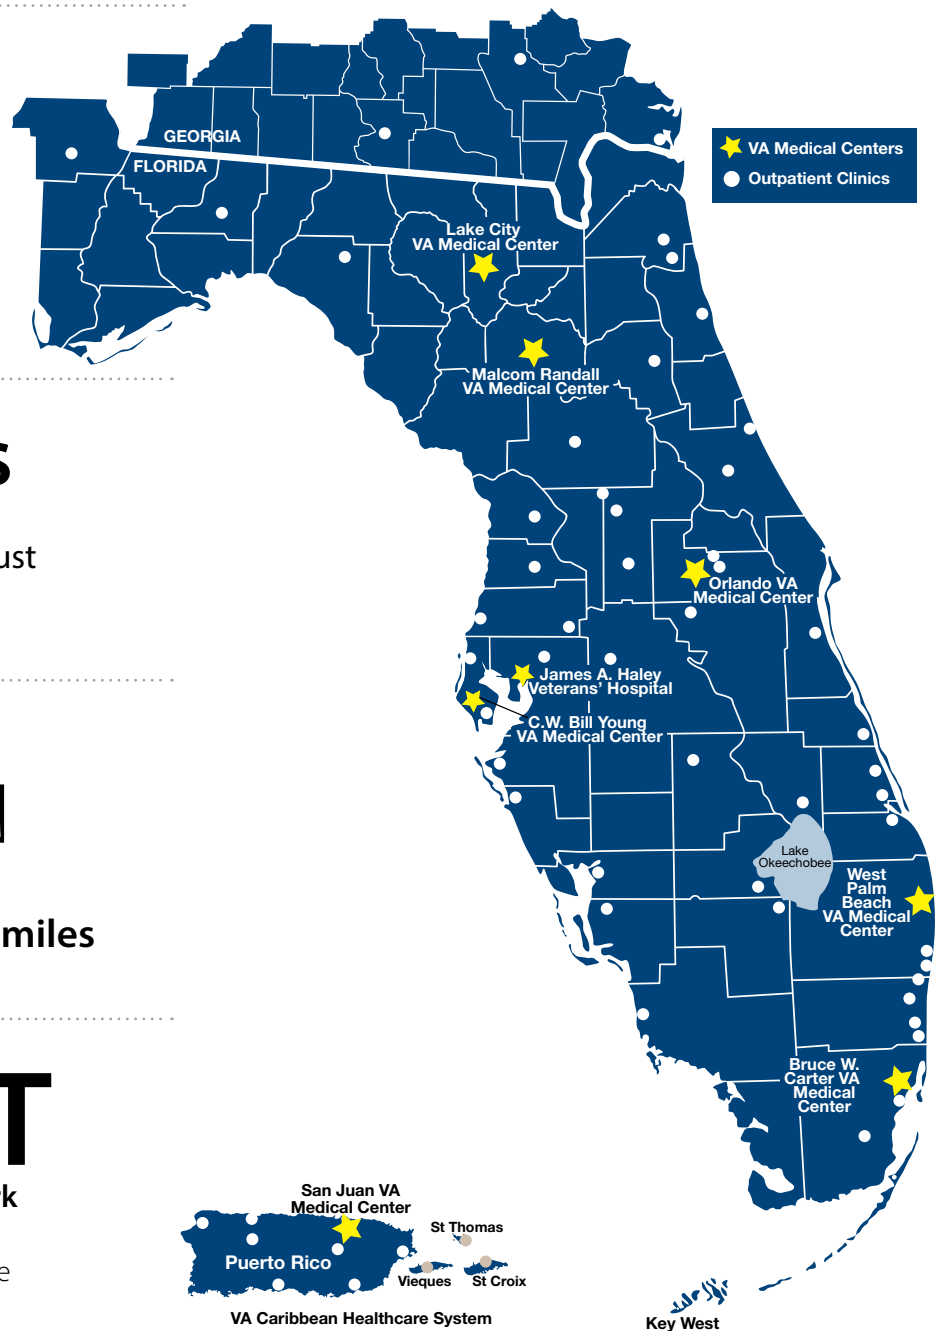 GEORGIA
FLORIDA
VA Medical Centers
Outpatient Clinics
Lake City
VA Medical Center
Malcom Randall
VA Medical Center
s
ust
Orlando VA
Medical Center
James A. Haley
Veterans’ Hospital
C.W. Bill Young
VA Medical Center
Lake
Okeechobee
West
Palm
Beach
VA Medical
Center
miles
Bruce W.
Carter VA
Medical
Center
T
rk
e
San Juan VA
Medical Center
St Thomas
Puerto Rico
Vieques
St Croix
VA Caribbean Healthcare System
Key West